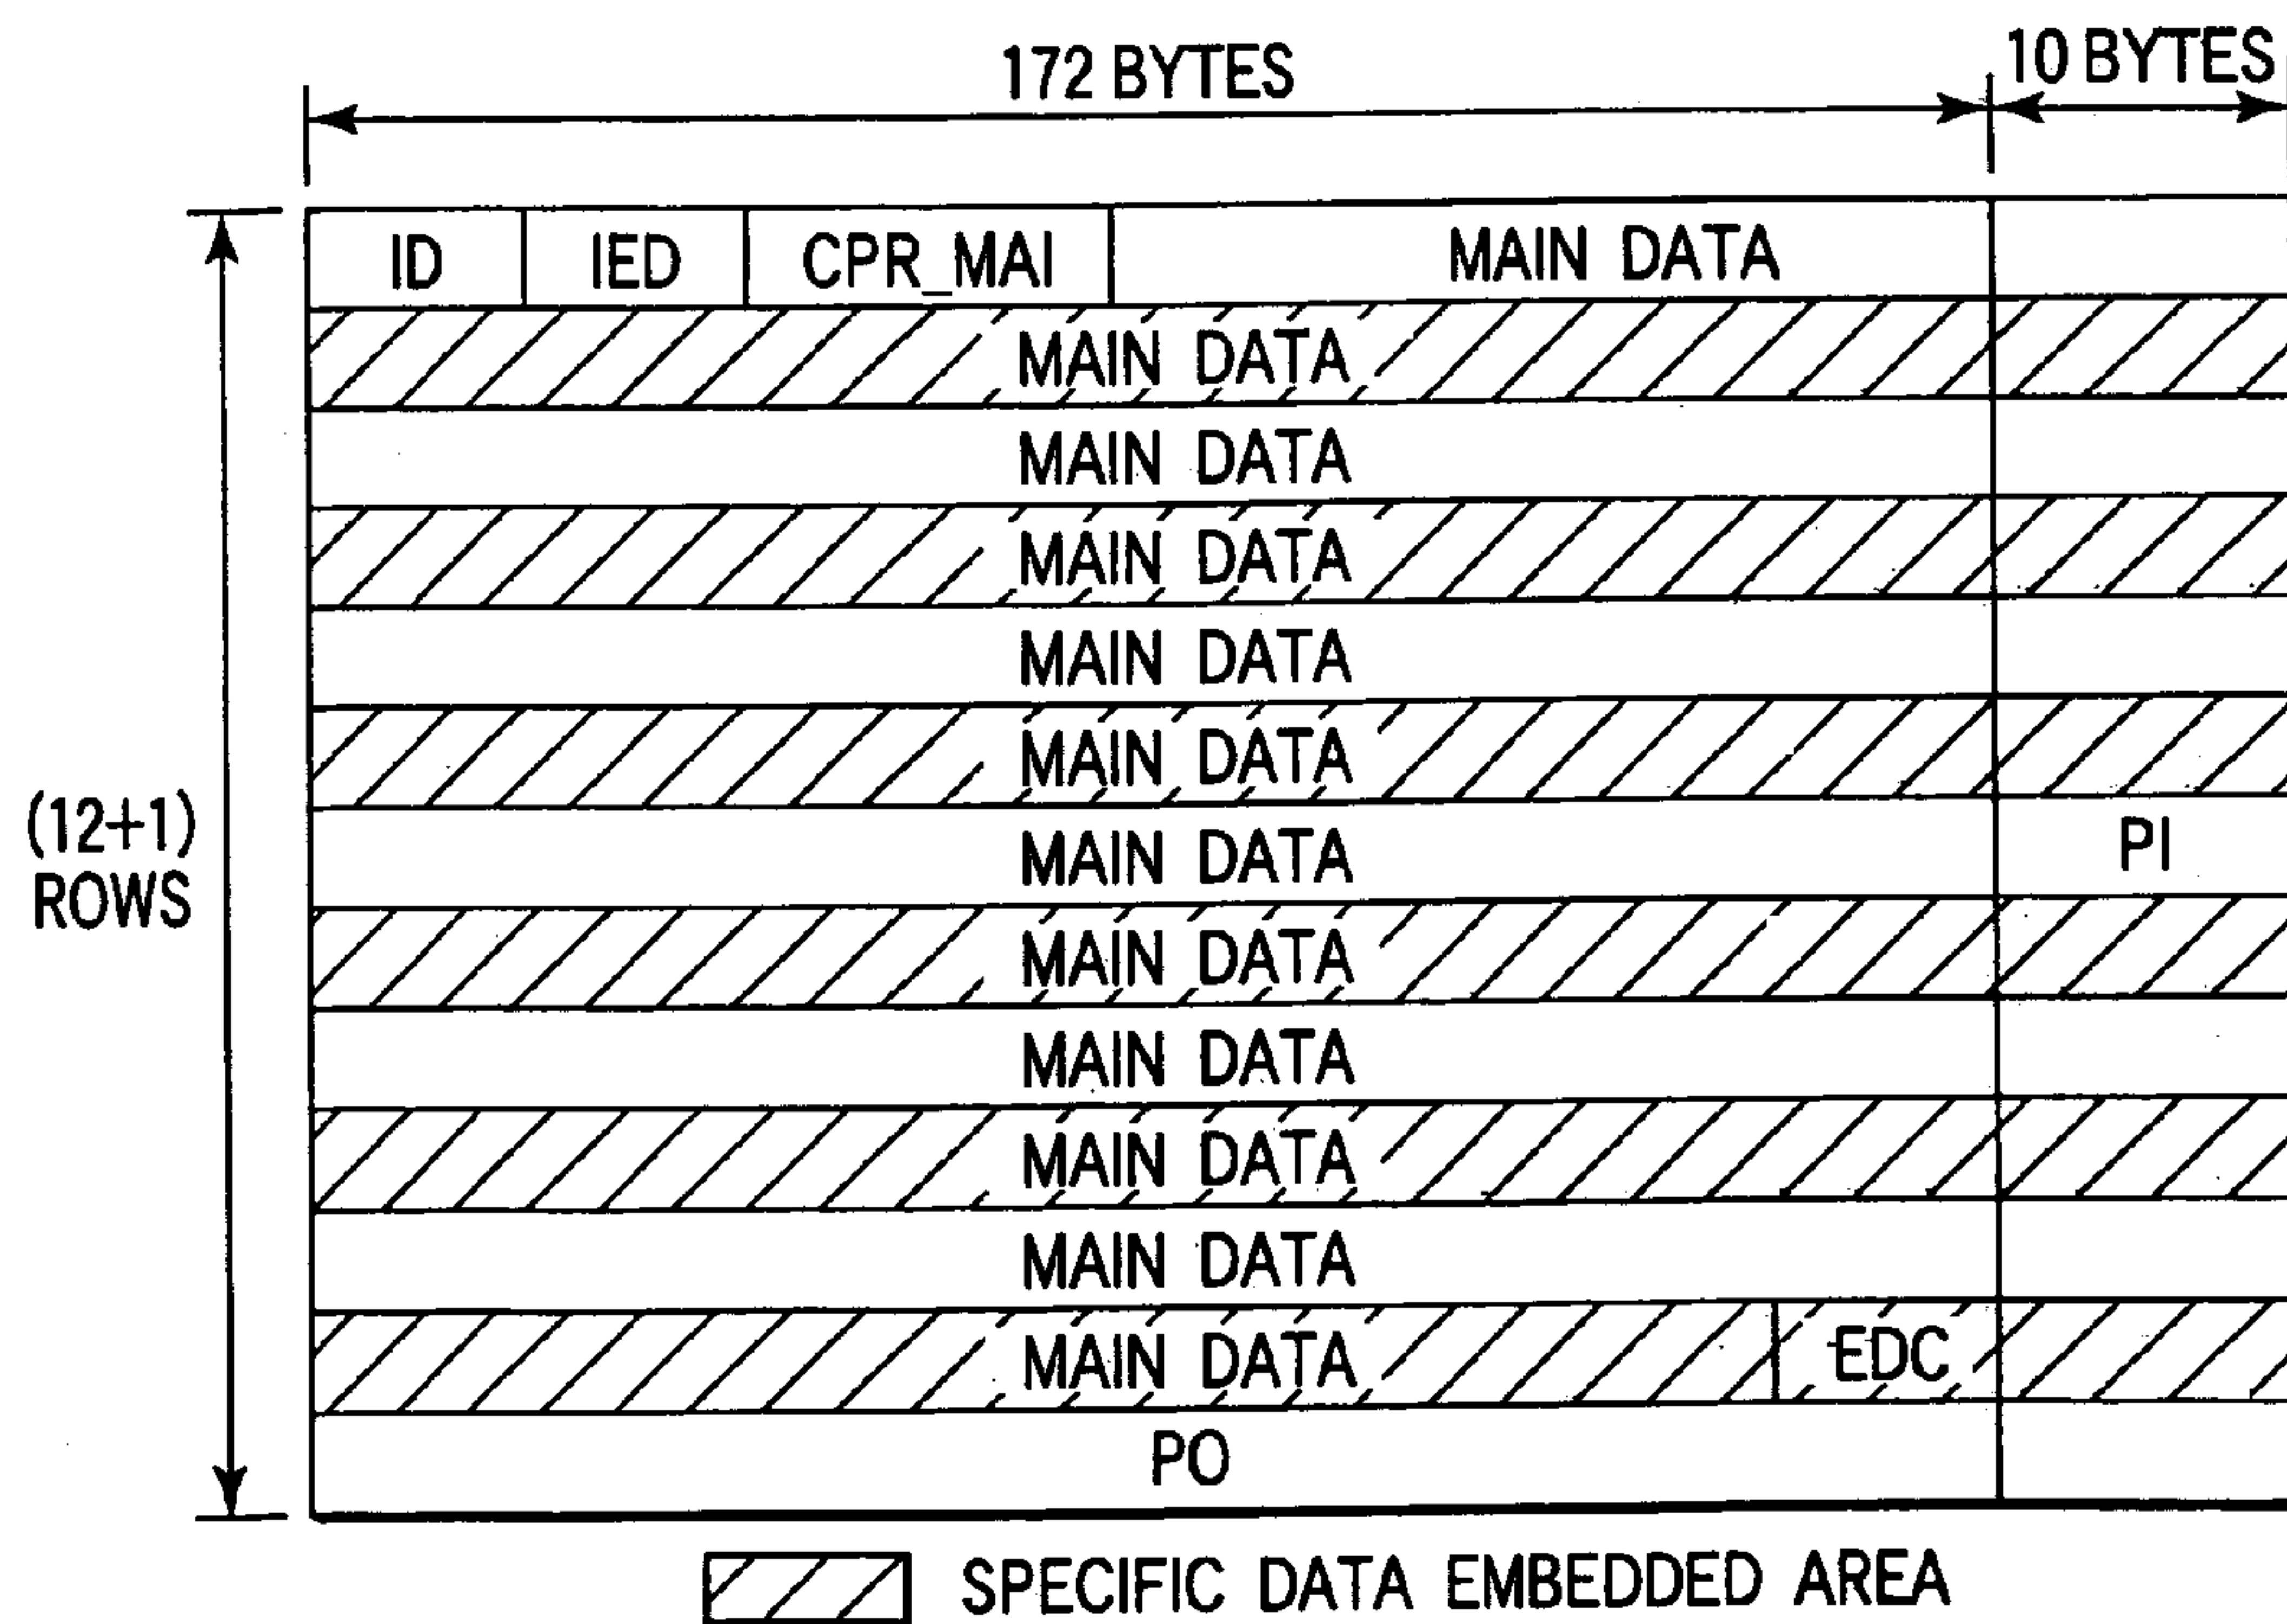 172 BYTES 10 BYTES
ID IED CPR_MAI MAIN DATA
MAIN DATA
MAIN DATA
MAIN DATA
MAIN DATA
MAIN DATA
(12+1)
ROWS
MAIN DATA PI
MAIN DATA
MAIN DATA
MAIN DATA
MAIN DATA
MAIN DATA EDC
PO
SPECIFIC DATA EMBEDDED AREA